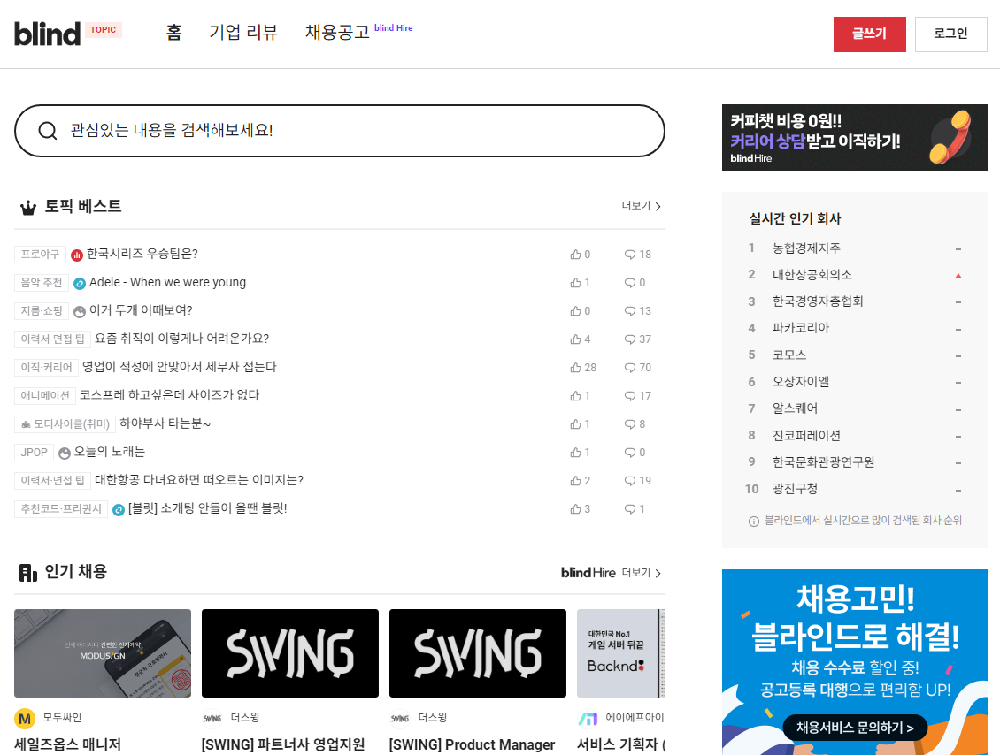 blind TOPIC 홈 기업 리뷰 채용공고 blind Hire 글쓰기 로그인
관심있는 내용을 검색해보세요!
토픽 베스트 더보기
프로야구 한국시리즈 우승팀은? 0 18
음악 추천 Adele - When we were young 1 0
지름·쇼핑 이거 두개 어때보여? 0 13
이력서·면접 팁 요즘 취직이 이렇게나 어려운가요? 4 37
이직·커리어 영업이 적성에 안맞아서 세무사 접는다 28 70
애니메이션 코스프레 하고싶은데 사이즈가 없다 1 17
모터사이클(취미) 하야부사 타는분~ 1 8
JPOP 오늘의 노래는 1 0
이력서·면접 팁 대한항공 다녀요하면 떠오르는 이미지는? 2 19
추천코드·프리퀀시 [블릿] 소개팅 안들어 올땐 블릿! 3 1
인기 채용 blind Hire 더보기
언제 어디서나 간편한 전자계약
MODUSIGN
모두싸인
세일즈옵스 매니저
SWING
더스윙
[SWING] 파트너사 영업지원
SWING
더스윙
[SWING] Product Manager
대한민국 No.1
게임 서버 뒤끝
Backnd
에이에프아이
서비스 기획자 (
커피챗 비용 0원!!
커리어 상담받고 이직하기!
blind Hire
실시간 인기 회사
1 농협경제지주 –
2 대한상공회의소
3 한국경영자총협회 –
4 파카코리아 –
5 코모스 –
6 오상자이엘 –
7 알스퀘어 –
8 진코퍼레이션 –
9 한국문화관광연구원 –
10 광진구청 –
블라인드에서 실시간으로 많이 검색된 회사 순위
채용고민!
블라인드로 해결!
채용 수수료 할인 중!
공고등록 대행으로 편리함 UP!
채용서비스 문의하기 >